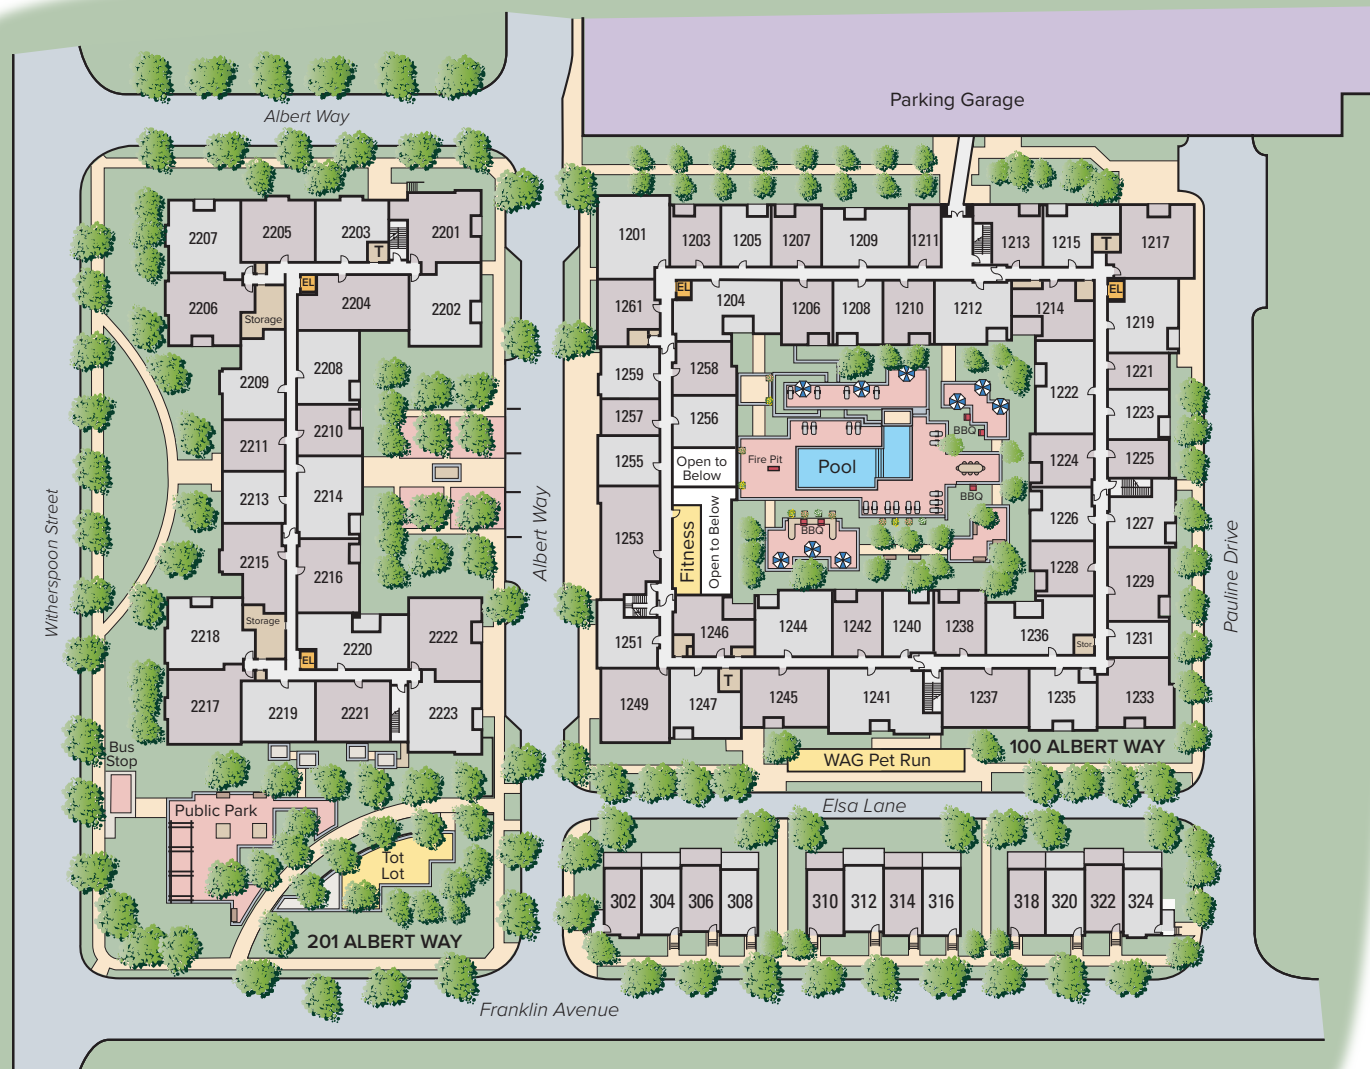 Parking Garage
Albert Way
2207
2205
2203
T
2201
2206
Storage
EL
2204
2202
2209
2208
2211
2210
2213
2214
2215
2216
2218
Storage
EL
2220
2222
2217
2219
2221
2223
Witherspoon Street
Albert Way
Bus
Stop
Public Park
Tot
Lot
201 ALBERT WAY
1201
1203
1205
1207
1209
1211
1213
1215
T
1217
1261
EL
1204
1206
1208
1210
1212
1214
EL
1219
1259
1258
1222
1221
1257
1256
1223
1255
Open to
Below
1224
1225
1253
Fitness
Open to Below
1226
1227
1228
1229
Fire Pit
Pool
BBQ
BBQ
BBQ
1251
1246
1244
1242
1240
1238
1236
Stor.
1231
1249
1247
T
1245
1241
1237
1235
1233
Pauline Drive
WAG Pet Run
100 ALBERT WAY
Elsa Lane
302
304
306
308
310
312
314
316
318
320
322
324
Franklin Avenue